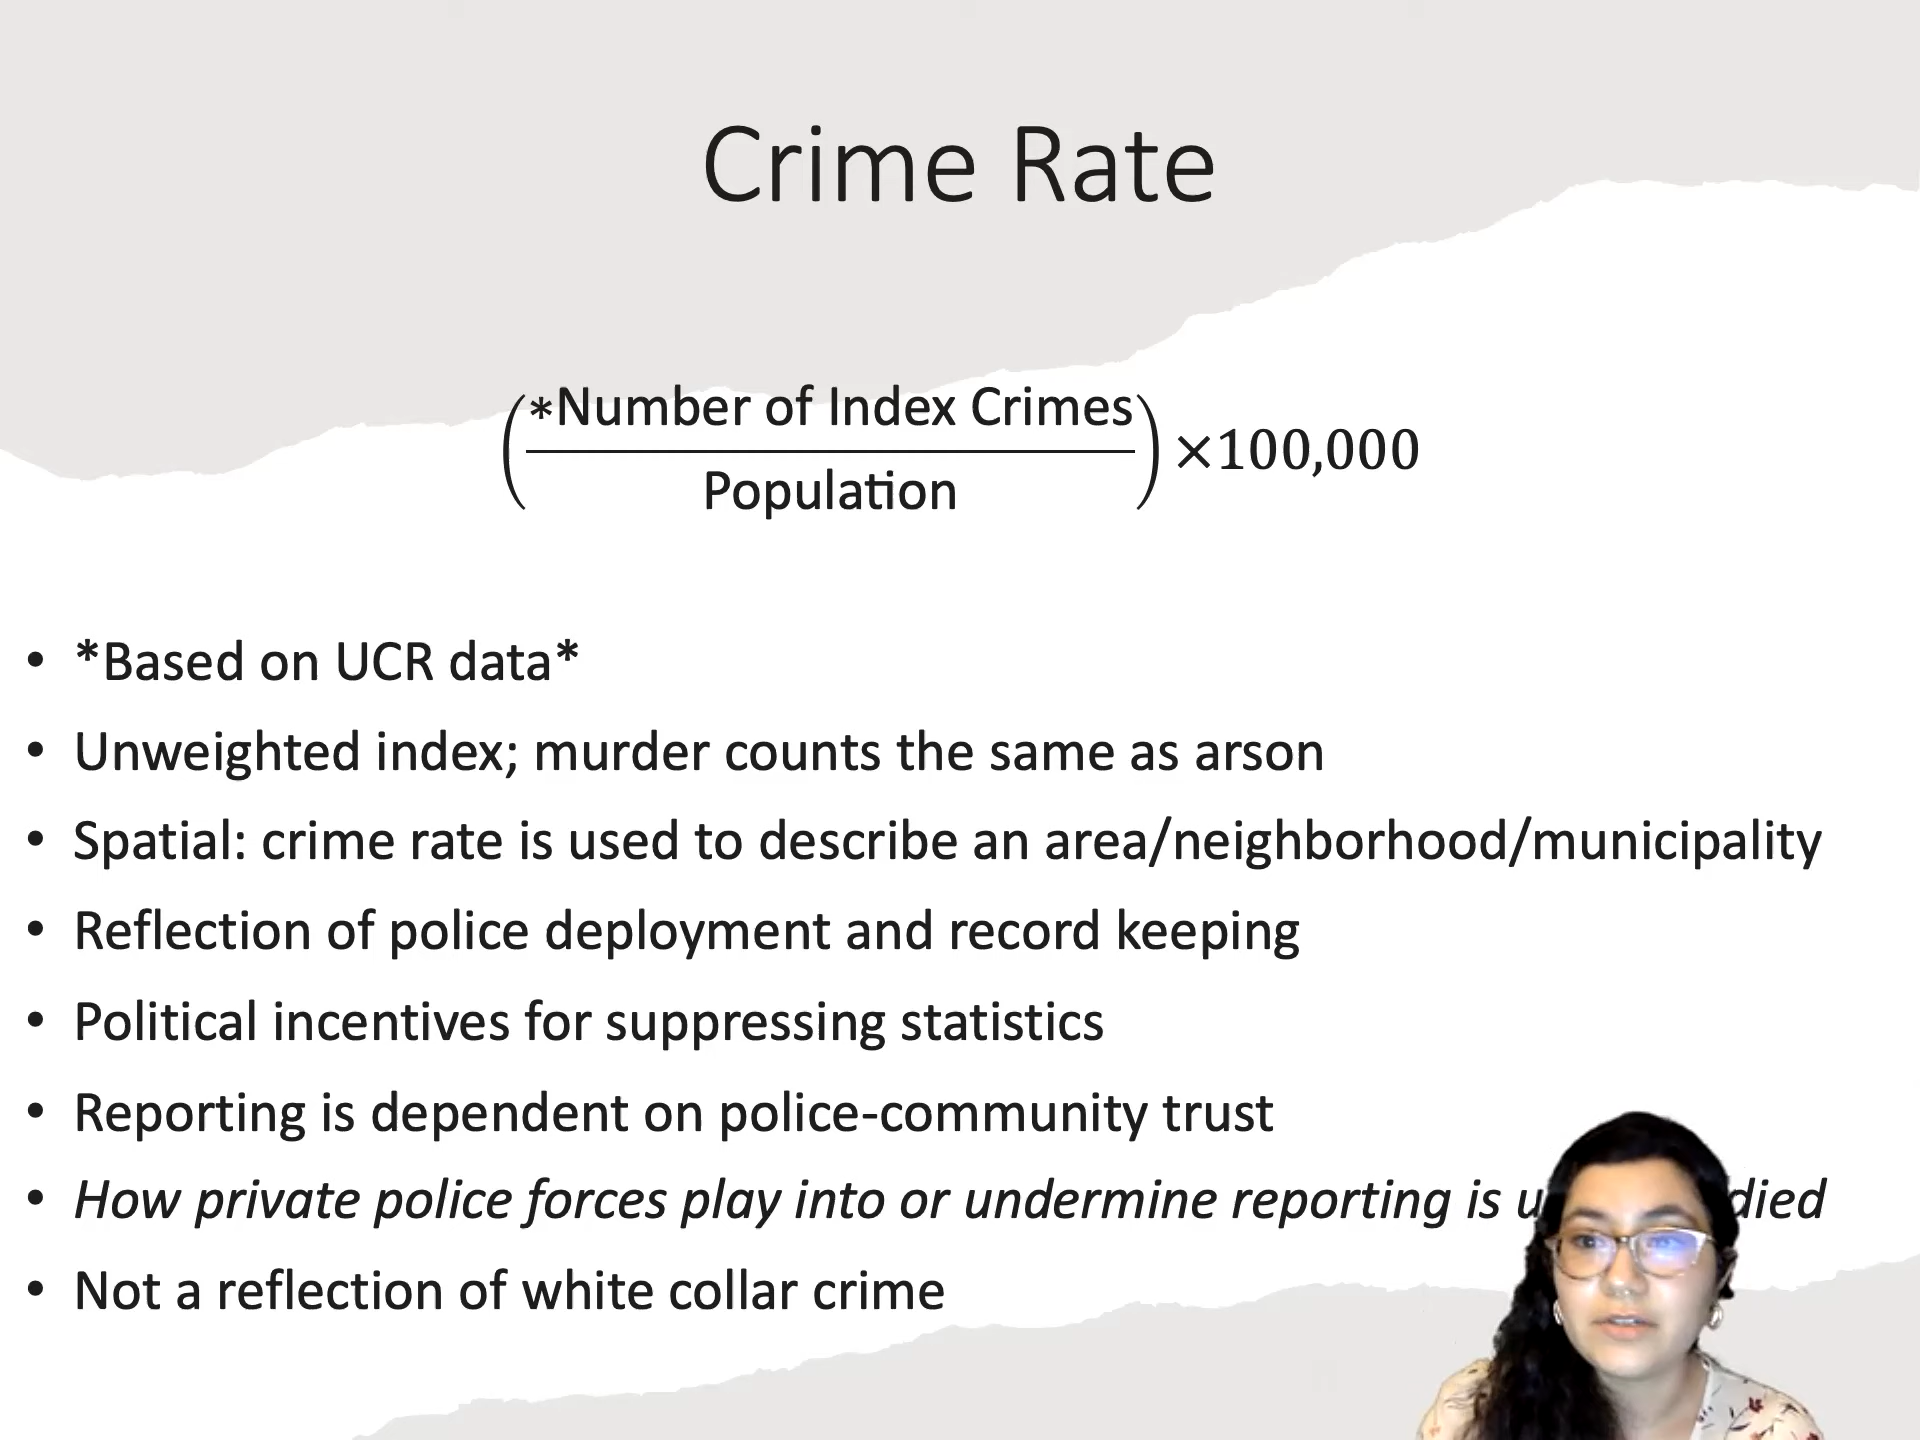 Crime Rate
(*Number of Index Crimes
Population) ×100,000
• *Based on UCR data*
• Unweighted index; murder counts the same as arson
• Spatial: crime rate is used to describe an area/neighborhood/municipality
• Reflection of police deployment and record keeping
• Political incentives for suppressing statistics
• Reporting is dependent on police-community trust
• How private police forces play into or undermine reporting is
• Not a reflection of white collar crime